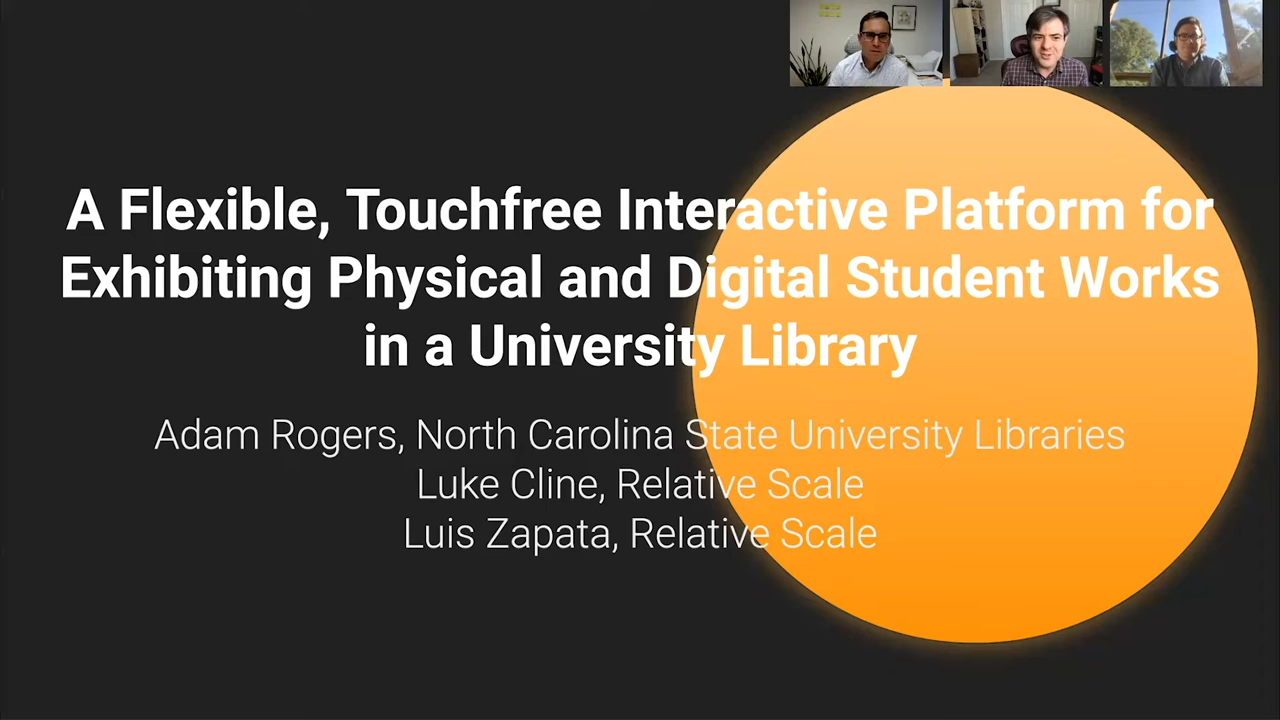 A Flexible, Touchfree Interactive Platform for
Exhibiting Physical and Digital Student Works
in a University Library
Adam Rogers, North Carolina State University Libraries
Luke Cline, Relative Scale
Luis Zapata, Relative Scale